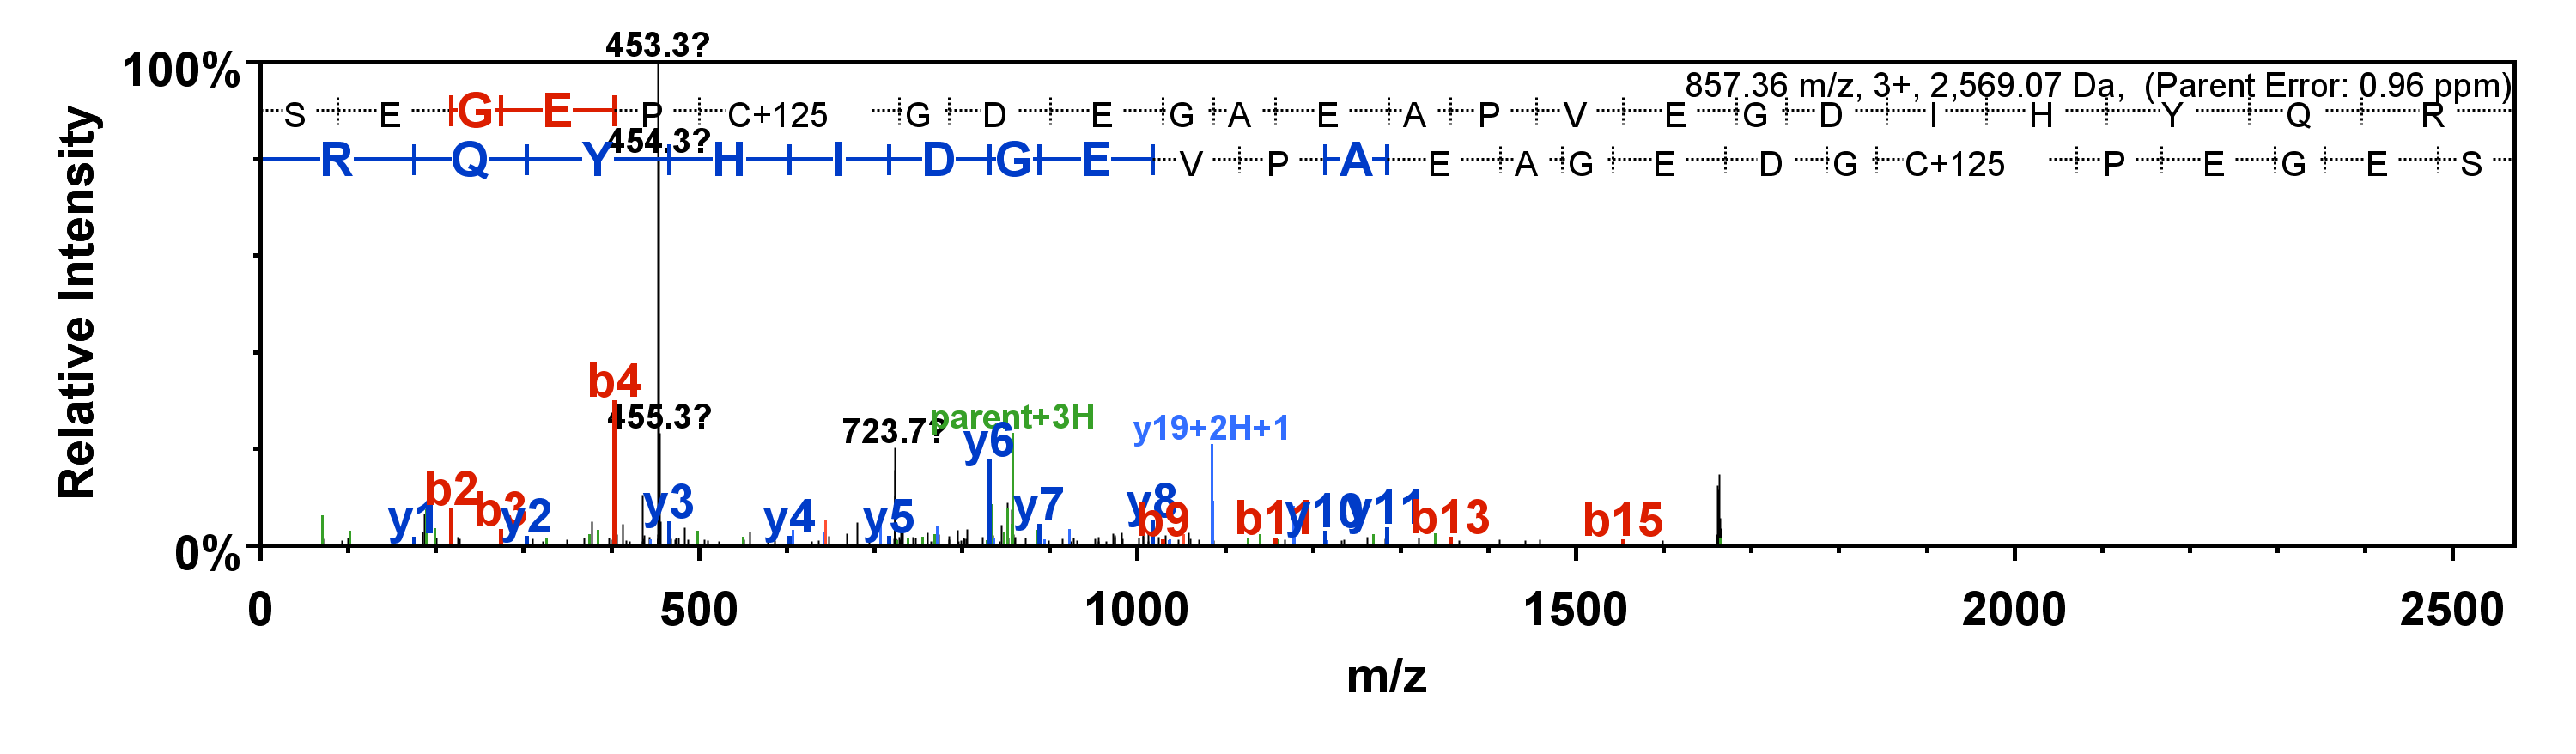 453.3?
100%
857.36 m/z, 3+, 2,569.07 Da, (Parent Error: 0.96 ppm)
S E G E P C+125 G D E G A E A P V E G D I H Y Q R
454.3?
R Q Y H I D G E V P A E A G E D G C+125 P E G E S
Relative Intensity
b4
455.3?
723.7?
parent+3H
y6
y19+2H+1
b2
b3
y1
y2
y3
y4
y5
y7
y8
b9
b11
y10
y11
b13
b15
0%
0 500 1000 1500 2000 2500
m/z